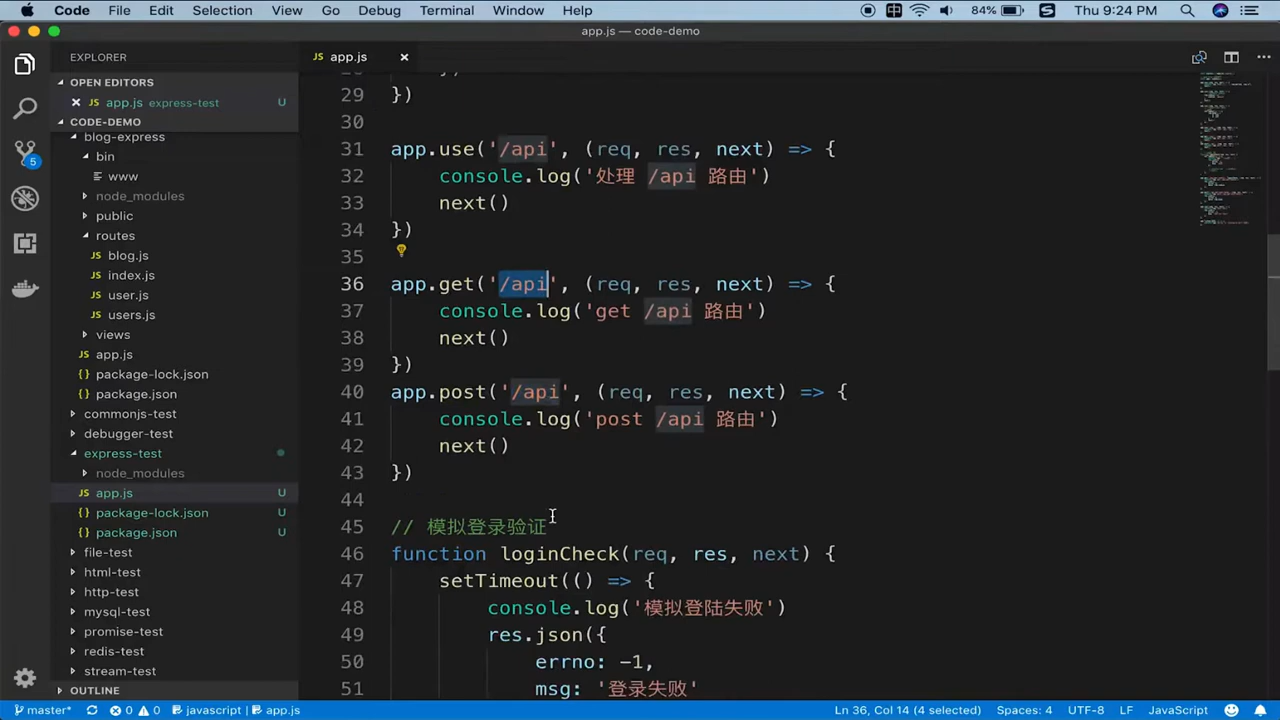 Code File Edit Selection View Go Debug Terminal Window Help 中 84% S Thu 9:24 PM
app.js — code-demo
EXPLORER
JS app.js ×
OPEN EDITORS
× JS app.js express-test U
CODE-DEMO
blog-express
bin
www
node_modules
public
routes
JS blog.js
JS index.js
JS user.js
JS users.js
views
JS app.js
{ } package-lock.json
{ } package.json
commonjs-test
debugger-test
express-test
node_modules
JS app.js U
{ } package-lock.json U
{ } package.json U
file-test
html-test
http-test
mysql-test
promise-test
redis-test
stream-test
OUTLINE
5
29 })
30
31 app.use('/api', (req, res, next) => {
32 console.log('处理 /api 路由')
33 next()
34 })
35
36 app.get('/api', (req, res, next) => {
37 console.log('get /api 路由')
38 next()
39 })
40 app.post('/api', (req, res, next) => {
41 console.log('post /api 路由')
42 next()
43 })
44
45 // 模拟登录验证
46 function loginCheck(req, res, next) {
47 setTimeout(() => {
48 console.log('模拟登陆失败')
49 res.json({
50 errno: -1,
51 msg: '登录失败'
master* 0 0 javascript | app.js Ln 36, Col 14 (4 selected) Spaces: 4 UTF-8 LF JavaScript